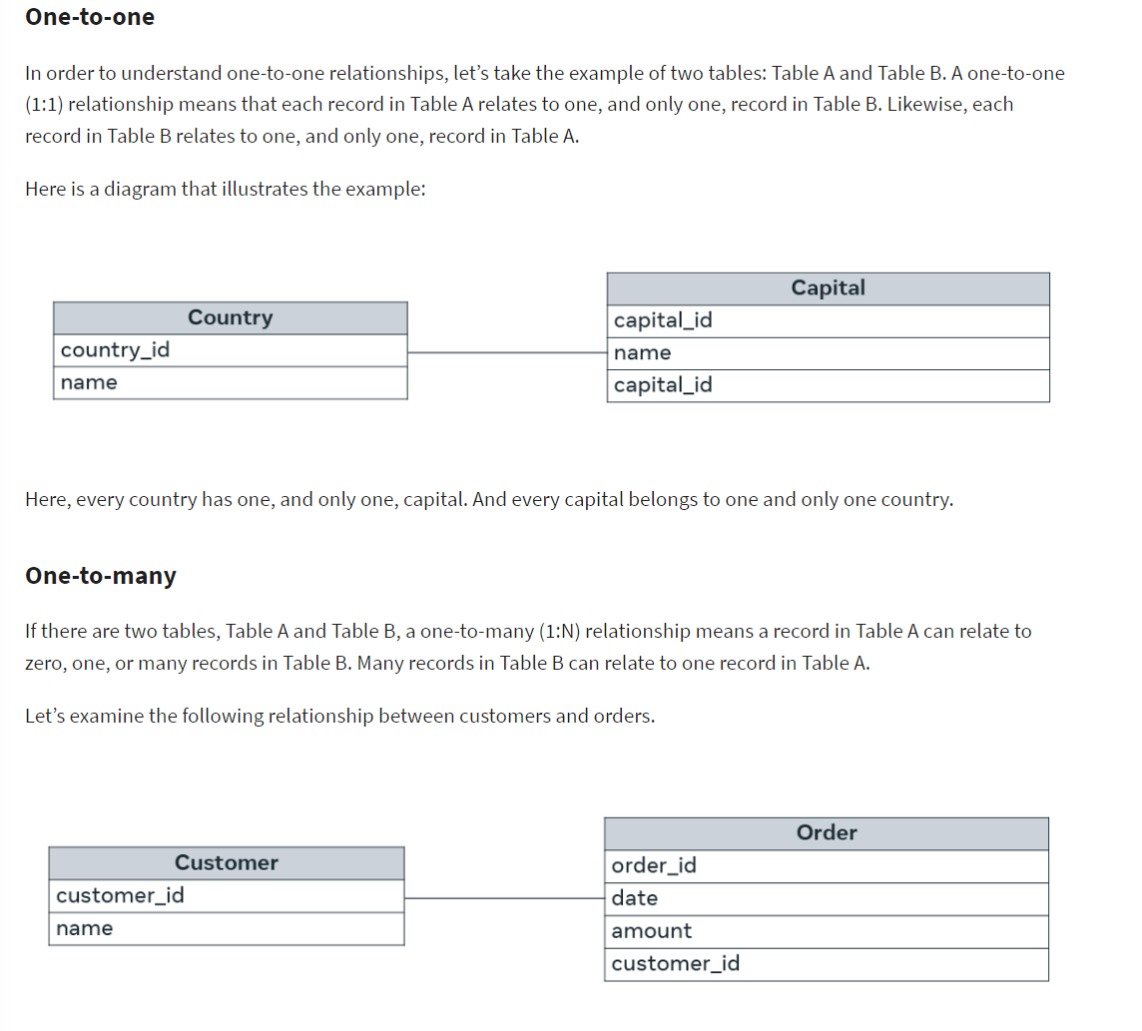 One-to-one
In order to understand one-to-one relationships, let’s take the example of two tables: Table A and Table B. A one-to-one
(1:1) relationship means that each record in Table A relates to one, and only one, record in Table B. Likewise, each
record in Table B relates to one, and only one, record in Table A.
Here is a diagram that illustrates the example:
Country
country_id
name
Capital
capital_id
name
capital_id
Here, every country has one, and only one, capital. And every capital belongs to one and only one country.
One-to-many
If there are two tables, Table A and Table B, a one-to-many (1:N) relationship means a record in Table A can relate to
zero, one, or many records in Table B. Many records in Table B can relate to one record in Table A.
Let’s examine the following relationship between customers and orders.
Customer
customer_id
name
Order
order_id
date
amount
customer_id